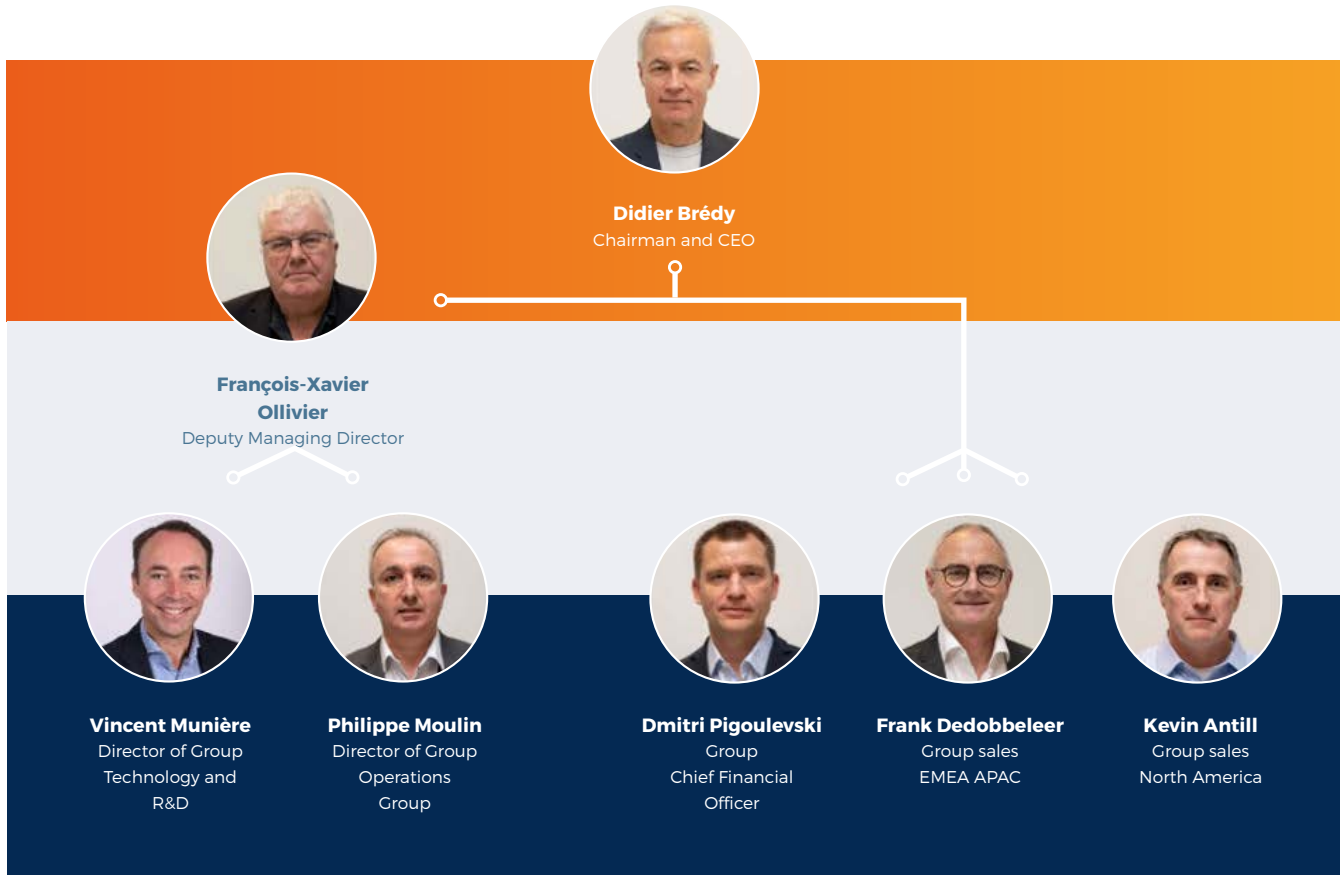 Didier Brédy
Chairman and CEO
François-Xavier
Ollivier
Deputy Managing Director
Vincent Munière
Director of Group
Technology and
R&D
Philippe Moulin
Director of Group
Operations
Group
Dmitri Pigoulevski
Group
Chief Financial
Officer
Frank Dedobbeleer
Group sales
EMEA APAC
Kevin Antill
Group sales
North America